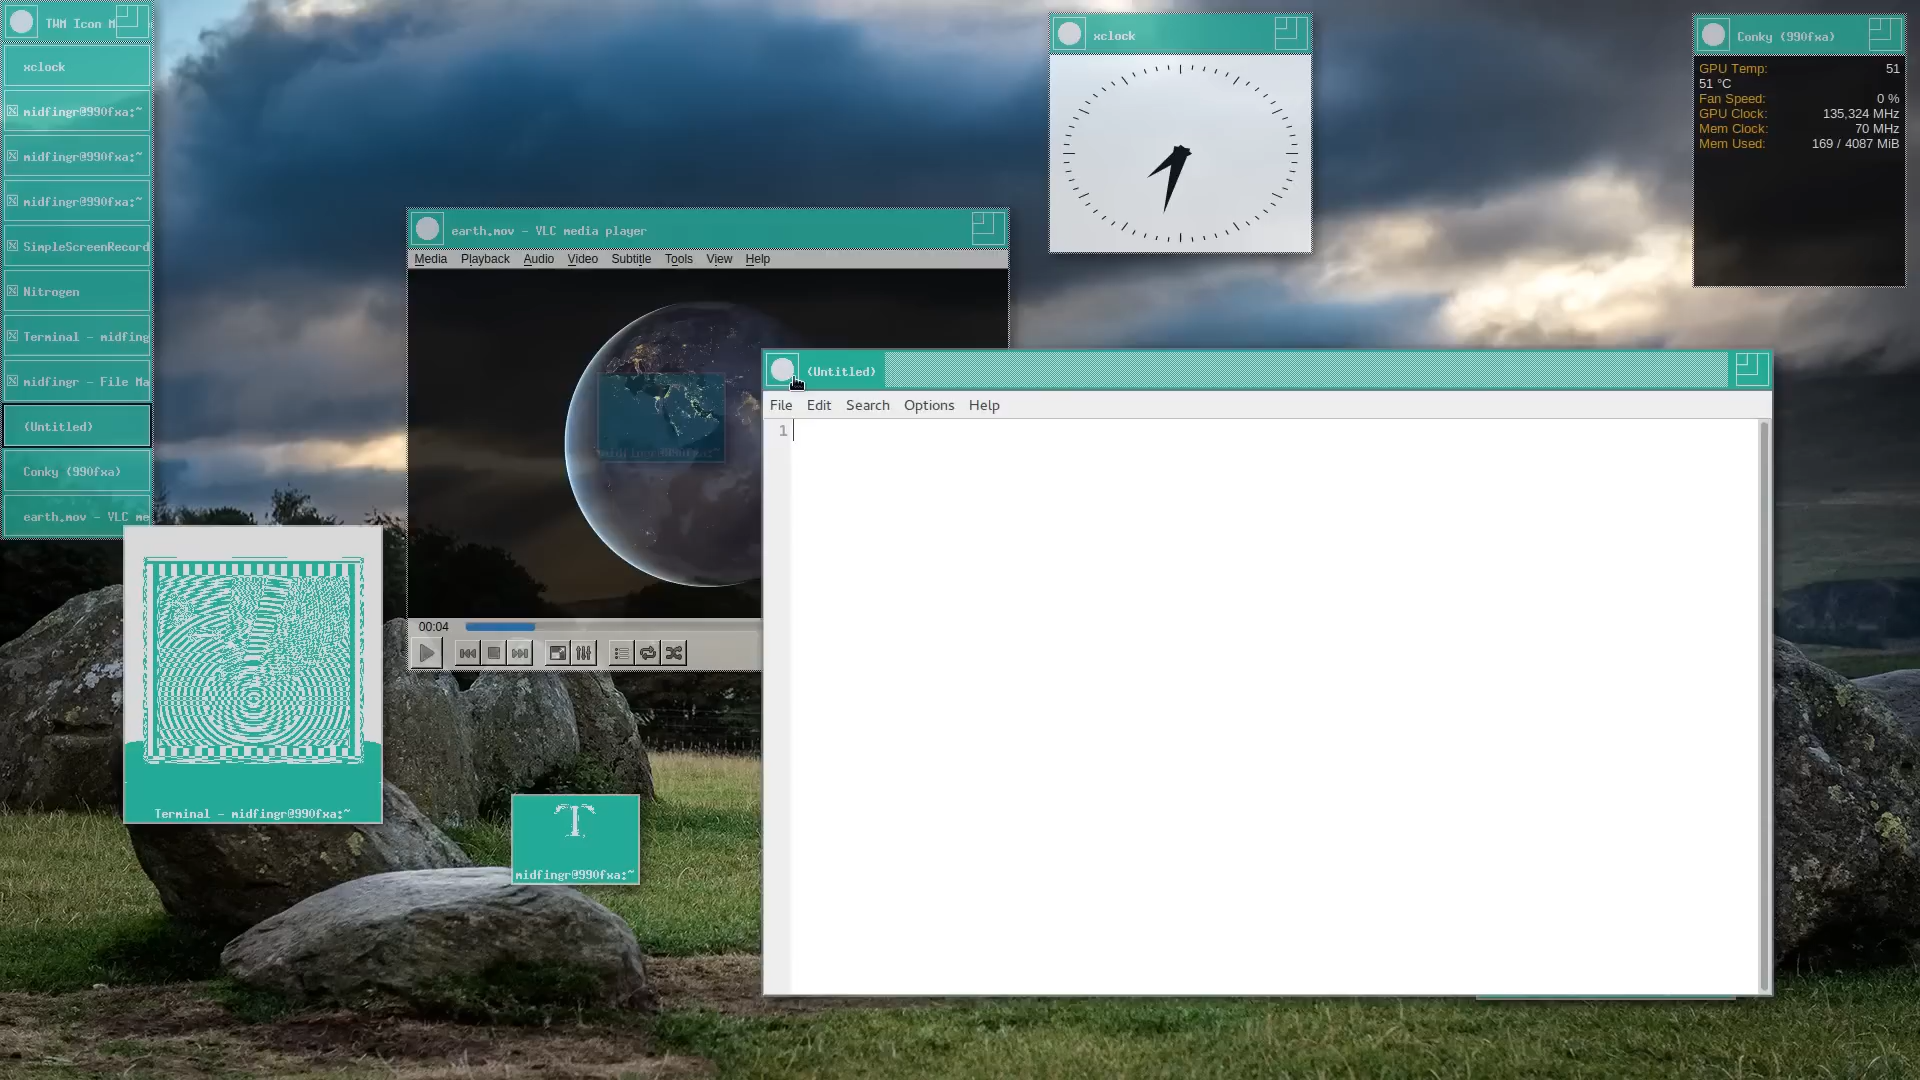 TWM Icon M
xclock
midfingr@990fxa:~
midfingr@990fxa:~
midfingr@990fxa:~
SimpleScreenRecord
Nitrogen
Terminal - midfing
midfingr - File Ma
(Untitled)
Conky (990fxa)
earth.mov - VLC me
xclock
Conky (990fxa)
GPU Temp: 51
51 °C
Fan Speed: 0 %
GPU Clock: 135,324 MHz
Mem Clock: 70 MHz
Mem Used: 169 / 4087 MiB
earth.mov - VLC media player
Media Playback Audio Video Subtitle Tools View Help
midfingr@990fxa:~
00:04
(Untitled)
File Edit Search Options Help
1
Terminal - midfingr@990fxa:~
T
midfingr@990fxa:~